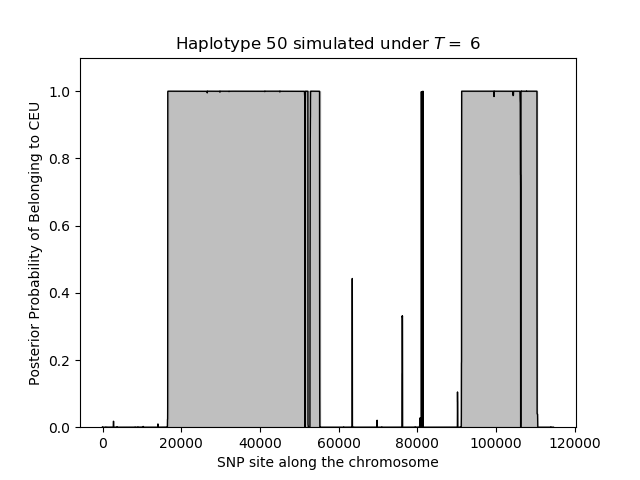 Haplotype 50 simulated under T = 6
Posterior Probability of Belonging to CEU
1.0
0.8
0.6
0.4
0.2
0.0
0 20000 40000 60000 80000 100000 120000
SNP site along the chromosome